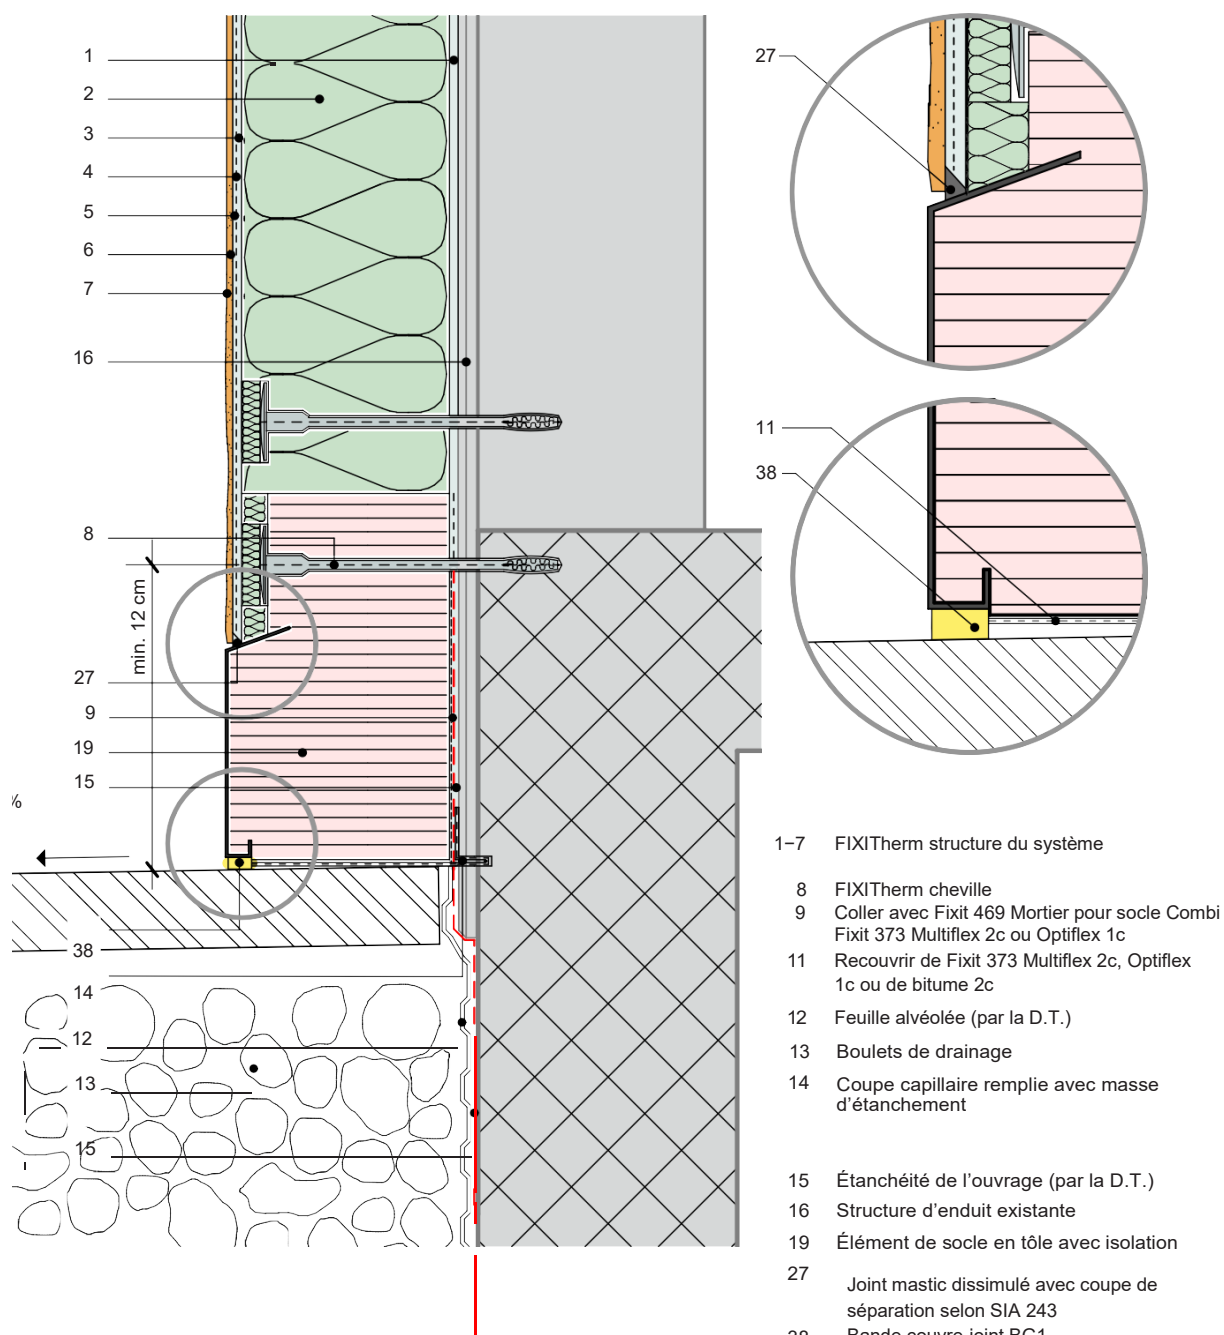 1
2
3
4
5
6
7
16
8
min. 12 cm
27
9
19
15
%
38
14
12
13
15
27
11
38
1–7 FIXITherm structure du système
8 FIXITherm cheville
9 Coller avec Fixit 469 Mortier pour socle Combi
Fixit 373 Multiflex 2c ou Optiflex 1c
11 Recouvrir de Fixit 373 Multiflex 2c, Optiflex
1c ou de bitume 2c
12 Feuille alvéolée (par la D.T.)
13 Boulets de drainage
14 Coupe capillaire remplie avec masse
d’étanchement
15 Étanchéité de l’ouvrage (par la D.T.)
16 Structure d’enduit existante
19 Élément de socle en tôle avec isolation
27 Joint mastic dissimulé avec coupe de
séparation selon SIA 243
38 Bande couvre-joint BG1